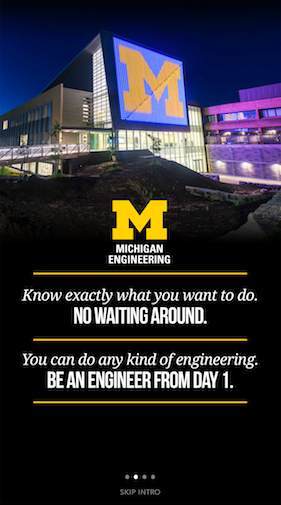 M
M
MICHIGAN
ENGINEERING
Know exactly what you want to do.
NO WAITING AROUND.
You can do any kind of engineering.
BE AN ENGINEER FROM DAY 1.
SKIP INTRO